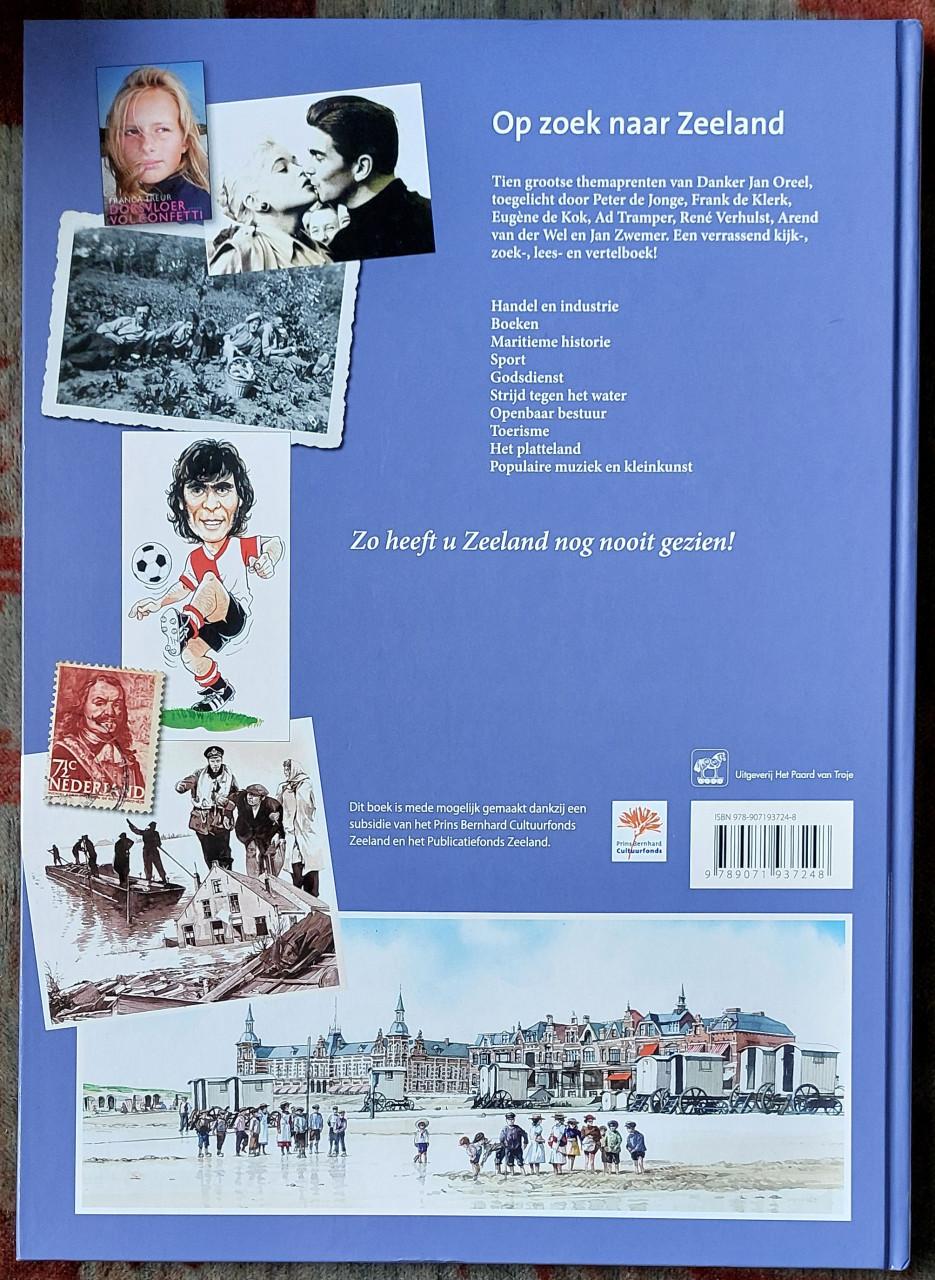 FRANCA TREUR
DORSVLOER
VOL CONFETTI
Op zoek naar Zeeland
Tien grootse themaprenten van Danker Jan Oreel,
toegelicht door Peter de Jonge, Frank de Klerk,
Eugène de Kok, Ad Tramper, René Verhulst, Arend
van der Wel en Jan Zwemer. Een verrassend kijk-,
zoek-, lees- en vertelboek!
Handel en industrie
Boeken
Maritieme historie
Sport
Godsdienst
Strijd tegen het water
Openbaar bestuur
Toerisme
Het platteland
Populaire muziek en kleinkunst
Zo heeft u Zeeland nog nooit gezien!
7½c
NEDERLAND
Uitgeverij Het Paard van Troje
Dit boek is mede mogelijk gemaakt dankzij een
subsidie van het Prins Bernhard Cultuurfonds
Zeeland en het Publicatiefonds Zeeland.
Prins Bernhard
Cultuurfonds
ISBN 978-907193724-8
9 789071 937248